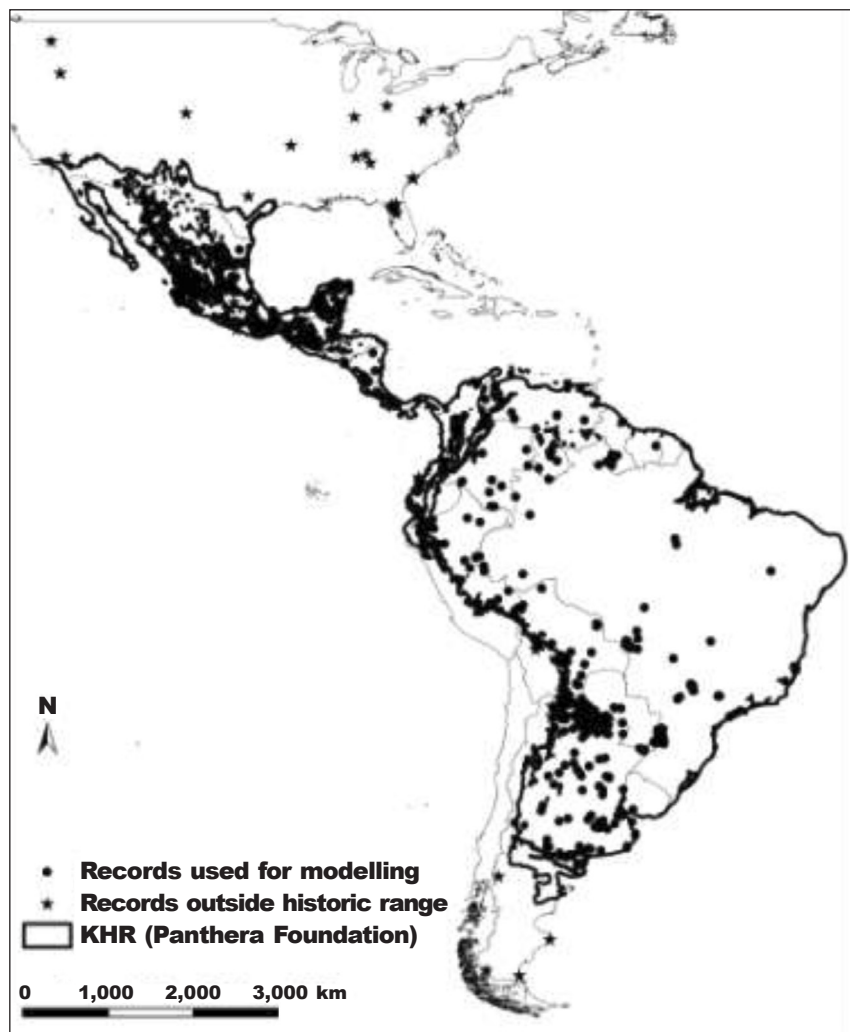 N
Records used for modelling
Records outside historic range
KHR (Panthera Foundation)
0 1,000 2,000 3,000 km